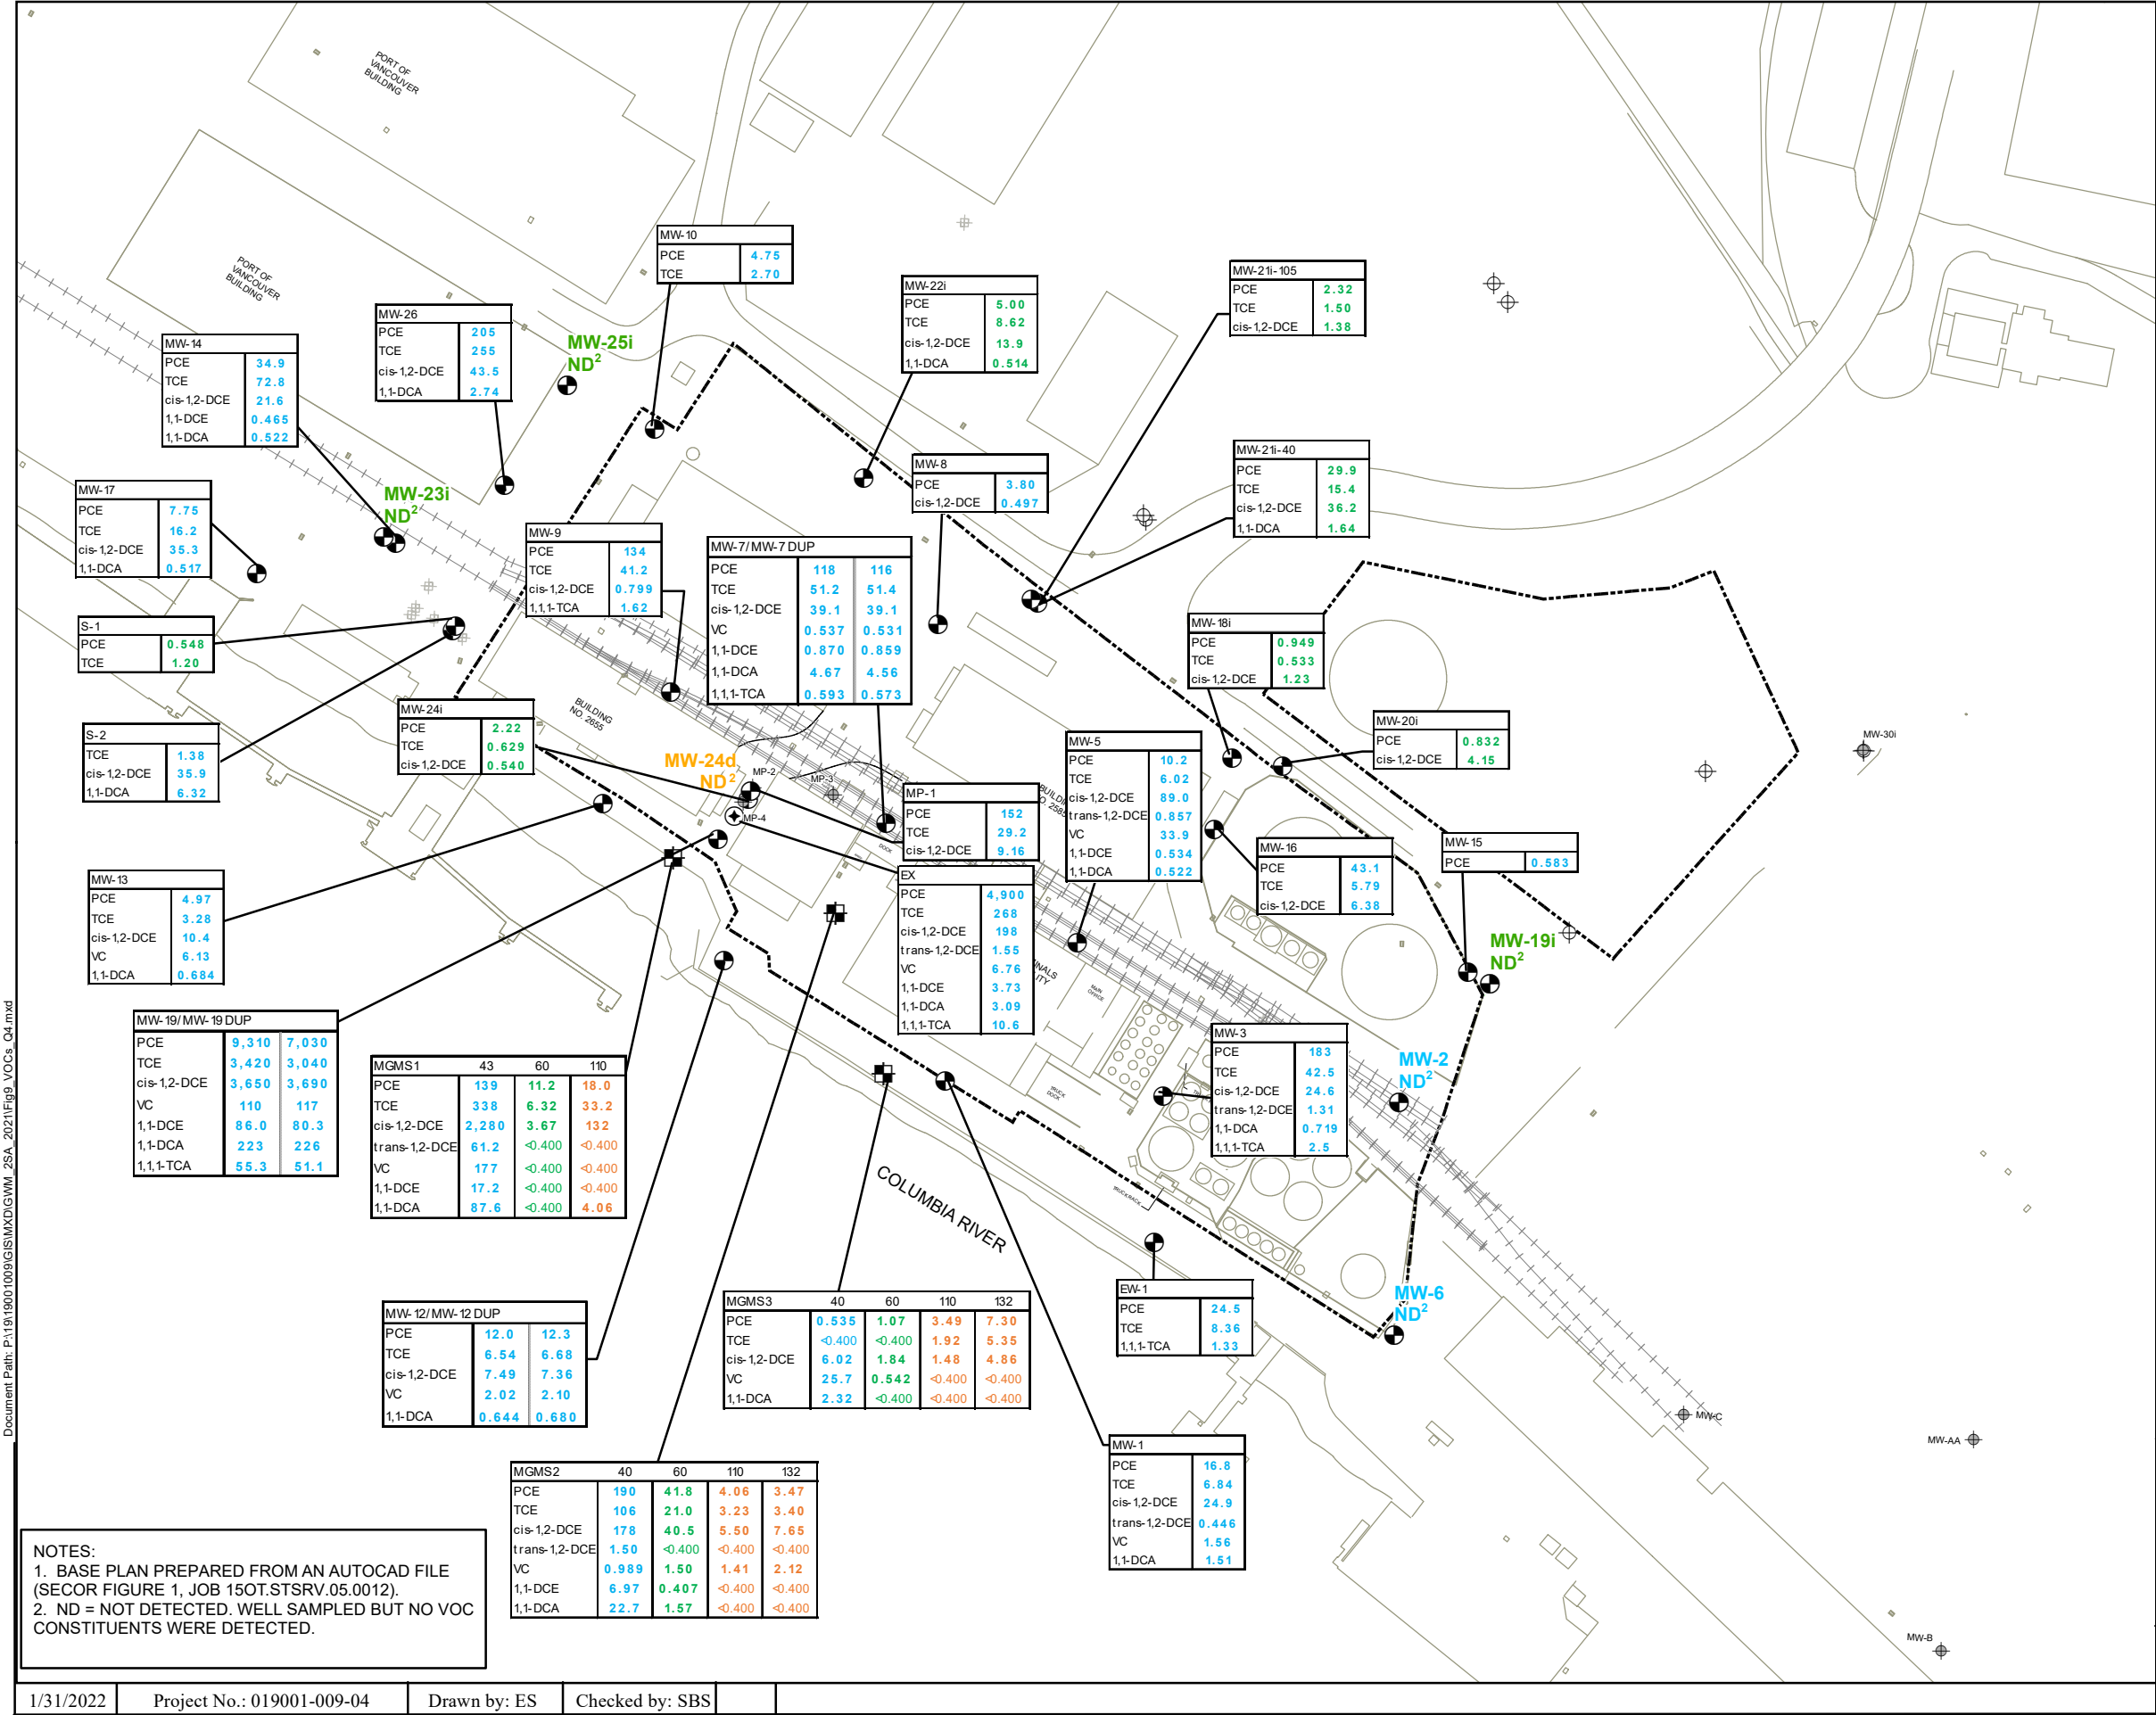 PORT OF
VANCOUVER
BUILDING
PORT OF
VANCOUVER
BUILDING
MW-10
PCE 4.75
TCE 2.70
MW-22i
PCE 5.00
TCE 8.62
cis-1,2-DCE 13.9
1,1-DCA 0.514
MW-21i-105
PCE 2.32
TCE 1.50
cis-1,2-DCE 1.38
MW-26
PCE 205
TCE 255
cis-1,2-DCE 43.5
1,1-DCA 2.74
MW-25i
ND2
MW-14
PCE 34.9
TCE 72.8
cis-1,2-DCE 21.6
1,1-DCE 0.465
1,1-DCA 0.522
MW-21i-40
PCE 29.9
TCE 15.4
cis-1,2-DCE 36.2
1,1-DCA 1.64
MW-8
PCE 3.80
cis-1,2-DCE 0.497
MW-17
PCE 7.75
TCE 16.2
cis-1,2-DCE 35.3
1,1-DCA 0.517
MW-23i
ND2
MW-9
PCE 134
TCE 41.2
cis-1,2-DCE 0.799
1,1,1-TCA 1.62
MW-7/MW-7 DUP
PCE 118 116
TCE 51.2 51.4
cis-1,2-DCE 39.1 39.1
VC 0.537 0.531
1,1-DCE 0.870 0.859
1,1-DCA 4.67 4.56
1,1,1-TCA 0.593 0.573
S-1
PCE 0.548
TCE 1.20
MW-18i
PCE 0.949
TCE 0.533
cis-1,2-DCE 1.23
BUILDING
NO. 2655
MW-24i
PCE 2.22
TCE 0.629
cis-1,2-DCE 0.540
S-2
TCE 1.38
cis-1,2-DCE 35.9
1,1-DCA 6.32
MW-24d
ND2
MP-2
MP-3
MP-4
MW-20i
PCE 0.832
cis-1,2-DCE 4.15
MW-30i
MW-5
PCE 10.2
TCE 6.02
cis-1,2-DCE 89.0
trans-1,2-DCE 0.857
VC 33.9
1,1-DCE 0.534
1,1-DCA 0.522
MP-1
PCE 152
TCE 29.2
cis-1,2-DCE 9.16
DOCK
MW-16
PCE 43.1
TCE 5.79
cis-1,2-DCE 6.38
MW-15
PCE 0.583
MW-13
PCE 4.97
TCE 3.28
cis-1,2-DCE 10.4
VC 6.13
1,1-DCA 0.684
EX
PCE 4,900
TCE 268
cis-1,2-DCE 198
trans-1,2-DCE 1.55
VC 6.76
1,1-DCE 3.73
1,1-DCA 3.09
1,1,1-TCA 10.6
MW-19i
ND2
MAIN
OFFICE
MW-19/MW-19 DUP
PCE 9,310 7,030
TCE 3,420 3,040
cis-1,2-DCE 3,650 3,690
VC 110 117
1,1-DCE 86.0 80.3
1,1-DCA 223 226
1,1,1-TCA 55.3 51.1
MGMS1 43 60 110
PCE 139 11.2 18.0
TCE 338 6.32 33.2
cis-1,2-DCE 2,280 3.67 132
trans-1,2-DCE 61.2 <0.400 <0.400
VC 177 <0.400 <0.400
1,1-DCE 17.2 <0.400 <0.400
1,1-DCA 87.6 <0.400 4.06
MW-3
PCE 183
TCE 42.5
cis-1,2-DCE 24.6
trans-1,2-DCE 1.31
1,1-DCA 0.719
1,1,1-TCA 2.5
MW-2
ND2
TRUCK
DOCK
TRUCK RACK
COLUMBIA RIVER
MW-6
ND2
EW-1
PCE 24.5
TCE 8.36
1,1,1-TCA 1.33
MW-12/MW-12 DUP
PCE 12.0 12.3
TCE 6.54 6.68
cis-1,2-DCE 7.49 7.36
VC 2.02 2.10
1,1-DCA 0.644 0.680
MGMS3 40 60 110 132
PCE 0.535 1.07 3.49 7.30
TCE <0.400 <0.400 1.92 5.35
cis-1,2-DCE 6.02 1.84 1.48 4.86
VC 25.7 0.542 <0.400 <0.400
1,1-DCA 2.32 <0.400 <0.400 <0.400
MW-1
PCE 16.8
TCE 6.84
cis-1,2-DCE 24.9
trans-1,2-DCE 0.446
VC 1.56
1,1-DCA 1.51
MW-C
MW-AA
MW-B
MGMS2 40 60 110 132
PCE 190 41.8 4.06 3.47
TCE 106 21.0 3.23 3.40
cis-1,2-DCE 178 40.5 5.50 7.65
trans-1,2-DCE 1.50 <0.400 <0.400 <0.400
VC 0.989 1.50 1.41 2.12
1,1-DCE 6.97 0.407 <0.400 <0.400
1,1-DCA 22.7 1.57 <0.400 <0.400
NOTES:
1. BASE PLAN PREPARED FROM AN AUTOCAD FILE
(SECOR FIGURE 1, JOB 15OT.STSRV.05.0012).
2. ND = NOT DETECTED. WELL SAMPLED BUT NO VOC
CONSTITUENTS WERE DETECTED.
Document Path: P:\19\19001009\GIS\MXD\GWM_2SA_2021\Fig9_VOCs_Q4.mxd
1/31/2022 Project No.: 019001-009-04 Drawn by: ES Checked by: SBS